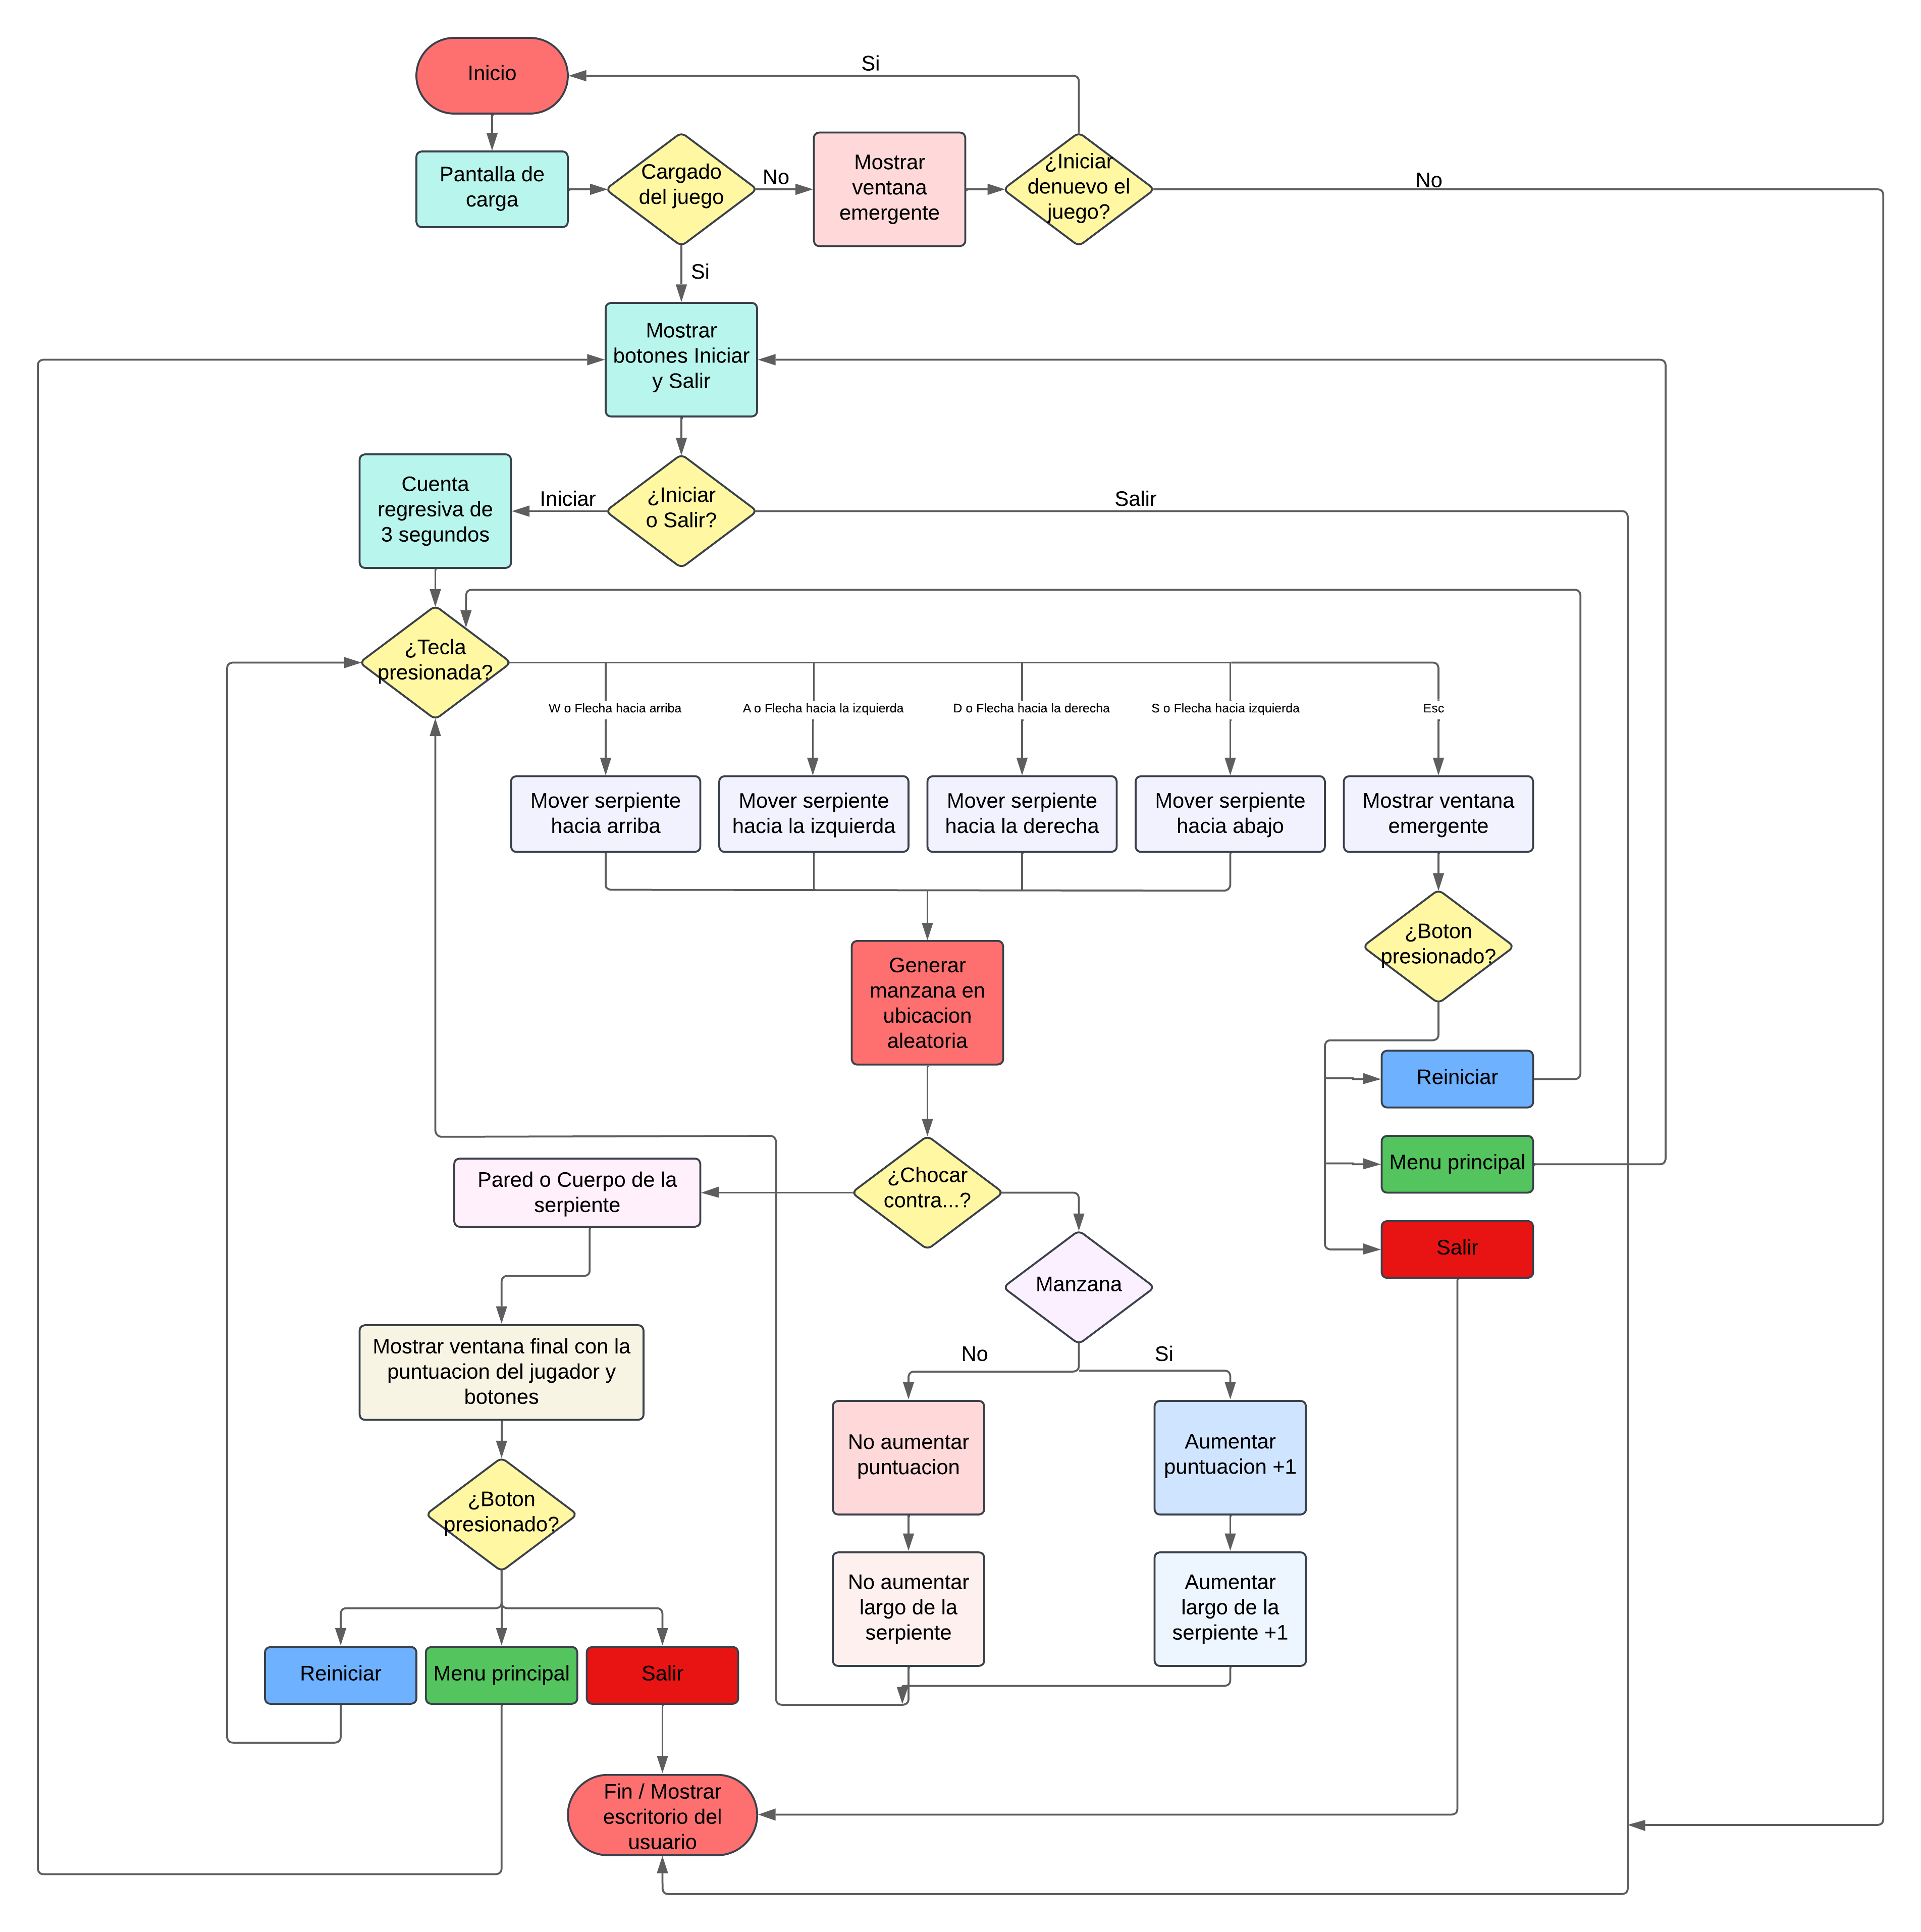 Si
Inicio
Pantalla de
carga
Cargado
del juego
No
Mostrar
ventana
emergente
¿Iniciar
denuevo el
juego?
No
Si
Mostrar
botones Iniciar
y Salir
Cuenta
regresiva de
3 segundos
Iniciar
¿Iniciar
o Salir?
Salir
¿Tecla
presionada?
W o Flecha hacia arriba
A o Flecha hacia la izquierda
D o Flecha hacia la derecha
S o Flecha hacia izquierda
Esc
Mover serpiente
hacia arriba
Mover serpiente
hacia la izquierda
Mover serpiente
hacia la derecha
Mover serpiente
hacia abajo
Mostrar ventana
emergente
¿Boton
presionado?
Generar
manzana en
ubicacion
aleatoria
Reiniciar
Menu principal
Salir
¿Chocar
contra...?
Pared o Cuerpo de la
serpiente
Manzana
No
Si
Mostrar ventana final con la
puntuacion del jugador y
botones
No aumentar
puntuacion
Aumentar
puntuacion +1
¿Boton
presionado?
No aumentar
largo de la
serpiente
Aumentar
largo de la
serpiente +1
Reiniciar
Menu principal
Salir
Fin / Mostrar
escritorio del
usuario